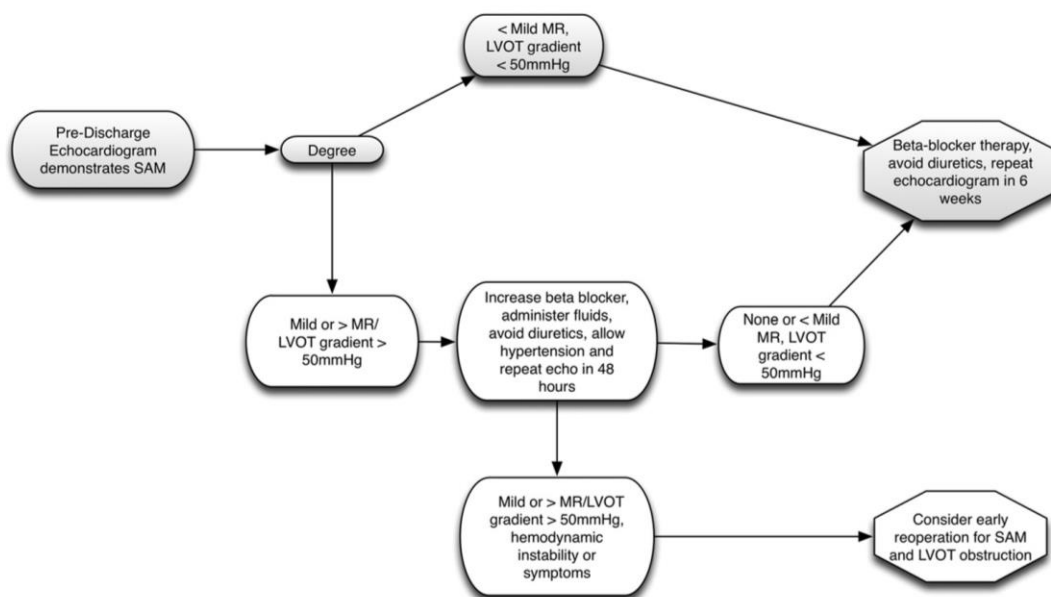 < Mild MR,
LVOT gradient
< 50mmHg
Pre-Discharge
Echocardiogram
demonstrates SAM
Degree
Beta-blocker therapy,
avoid diuretics, repeat
echocardiogram in 6
weeks
Mild or > MR/
LVOT gradient >
50mmHg
Increase beta blocker,
administer fluids,
avoid diuretics, allow
hypertension and
repeat echo in 48
hours
None or < Mild
MR, LVOT
gradient <
50mmHg
Mild or > MR/LVOT
gradient > 50mmHg,
hemodynamic
instability or
symptoms
Consider early
reoperation for SAM
and LVOT obstruction